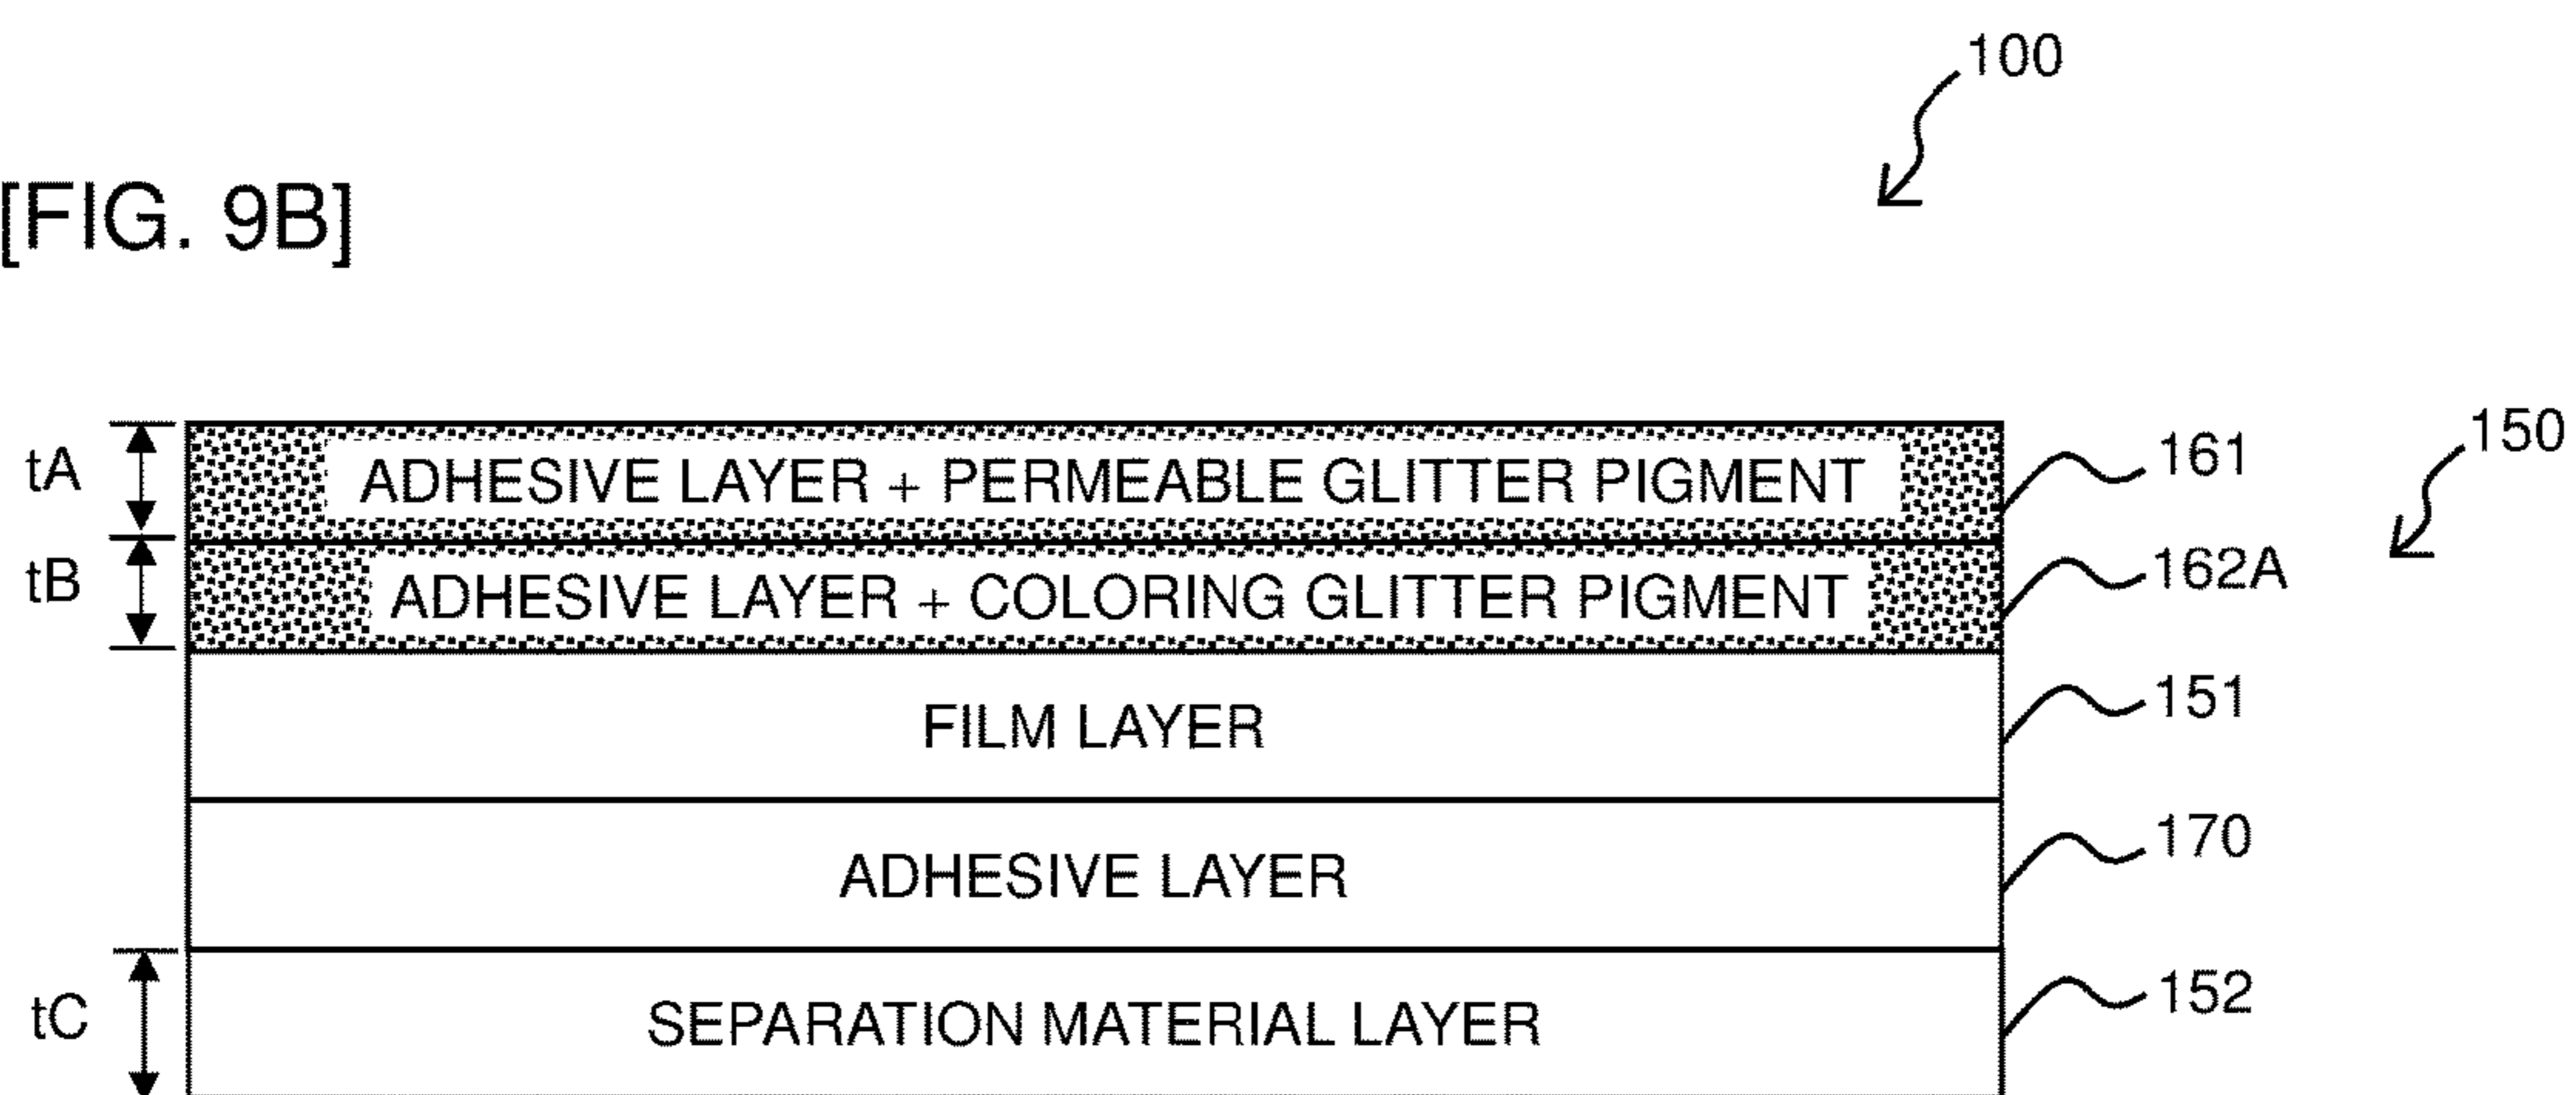 100
[FIG. 9B]
150
tA ADHESIVE LAYER + PERMEABLE GLITTER PIGMENT 161
tB ADHESIVE LAYER + COLORING GLITTER PIGMENT 162A
FILM LAYER 151
ADHESIVE LAYER 170
tC SEPARATION MATERIAL LAYER 152